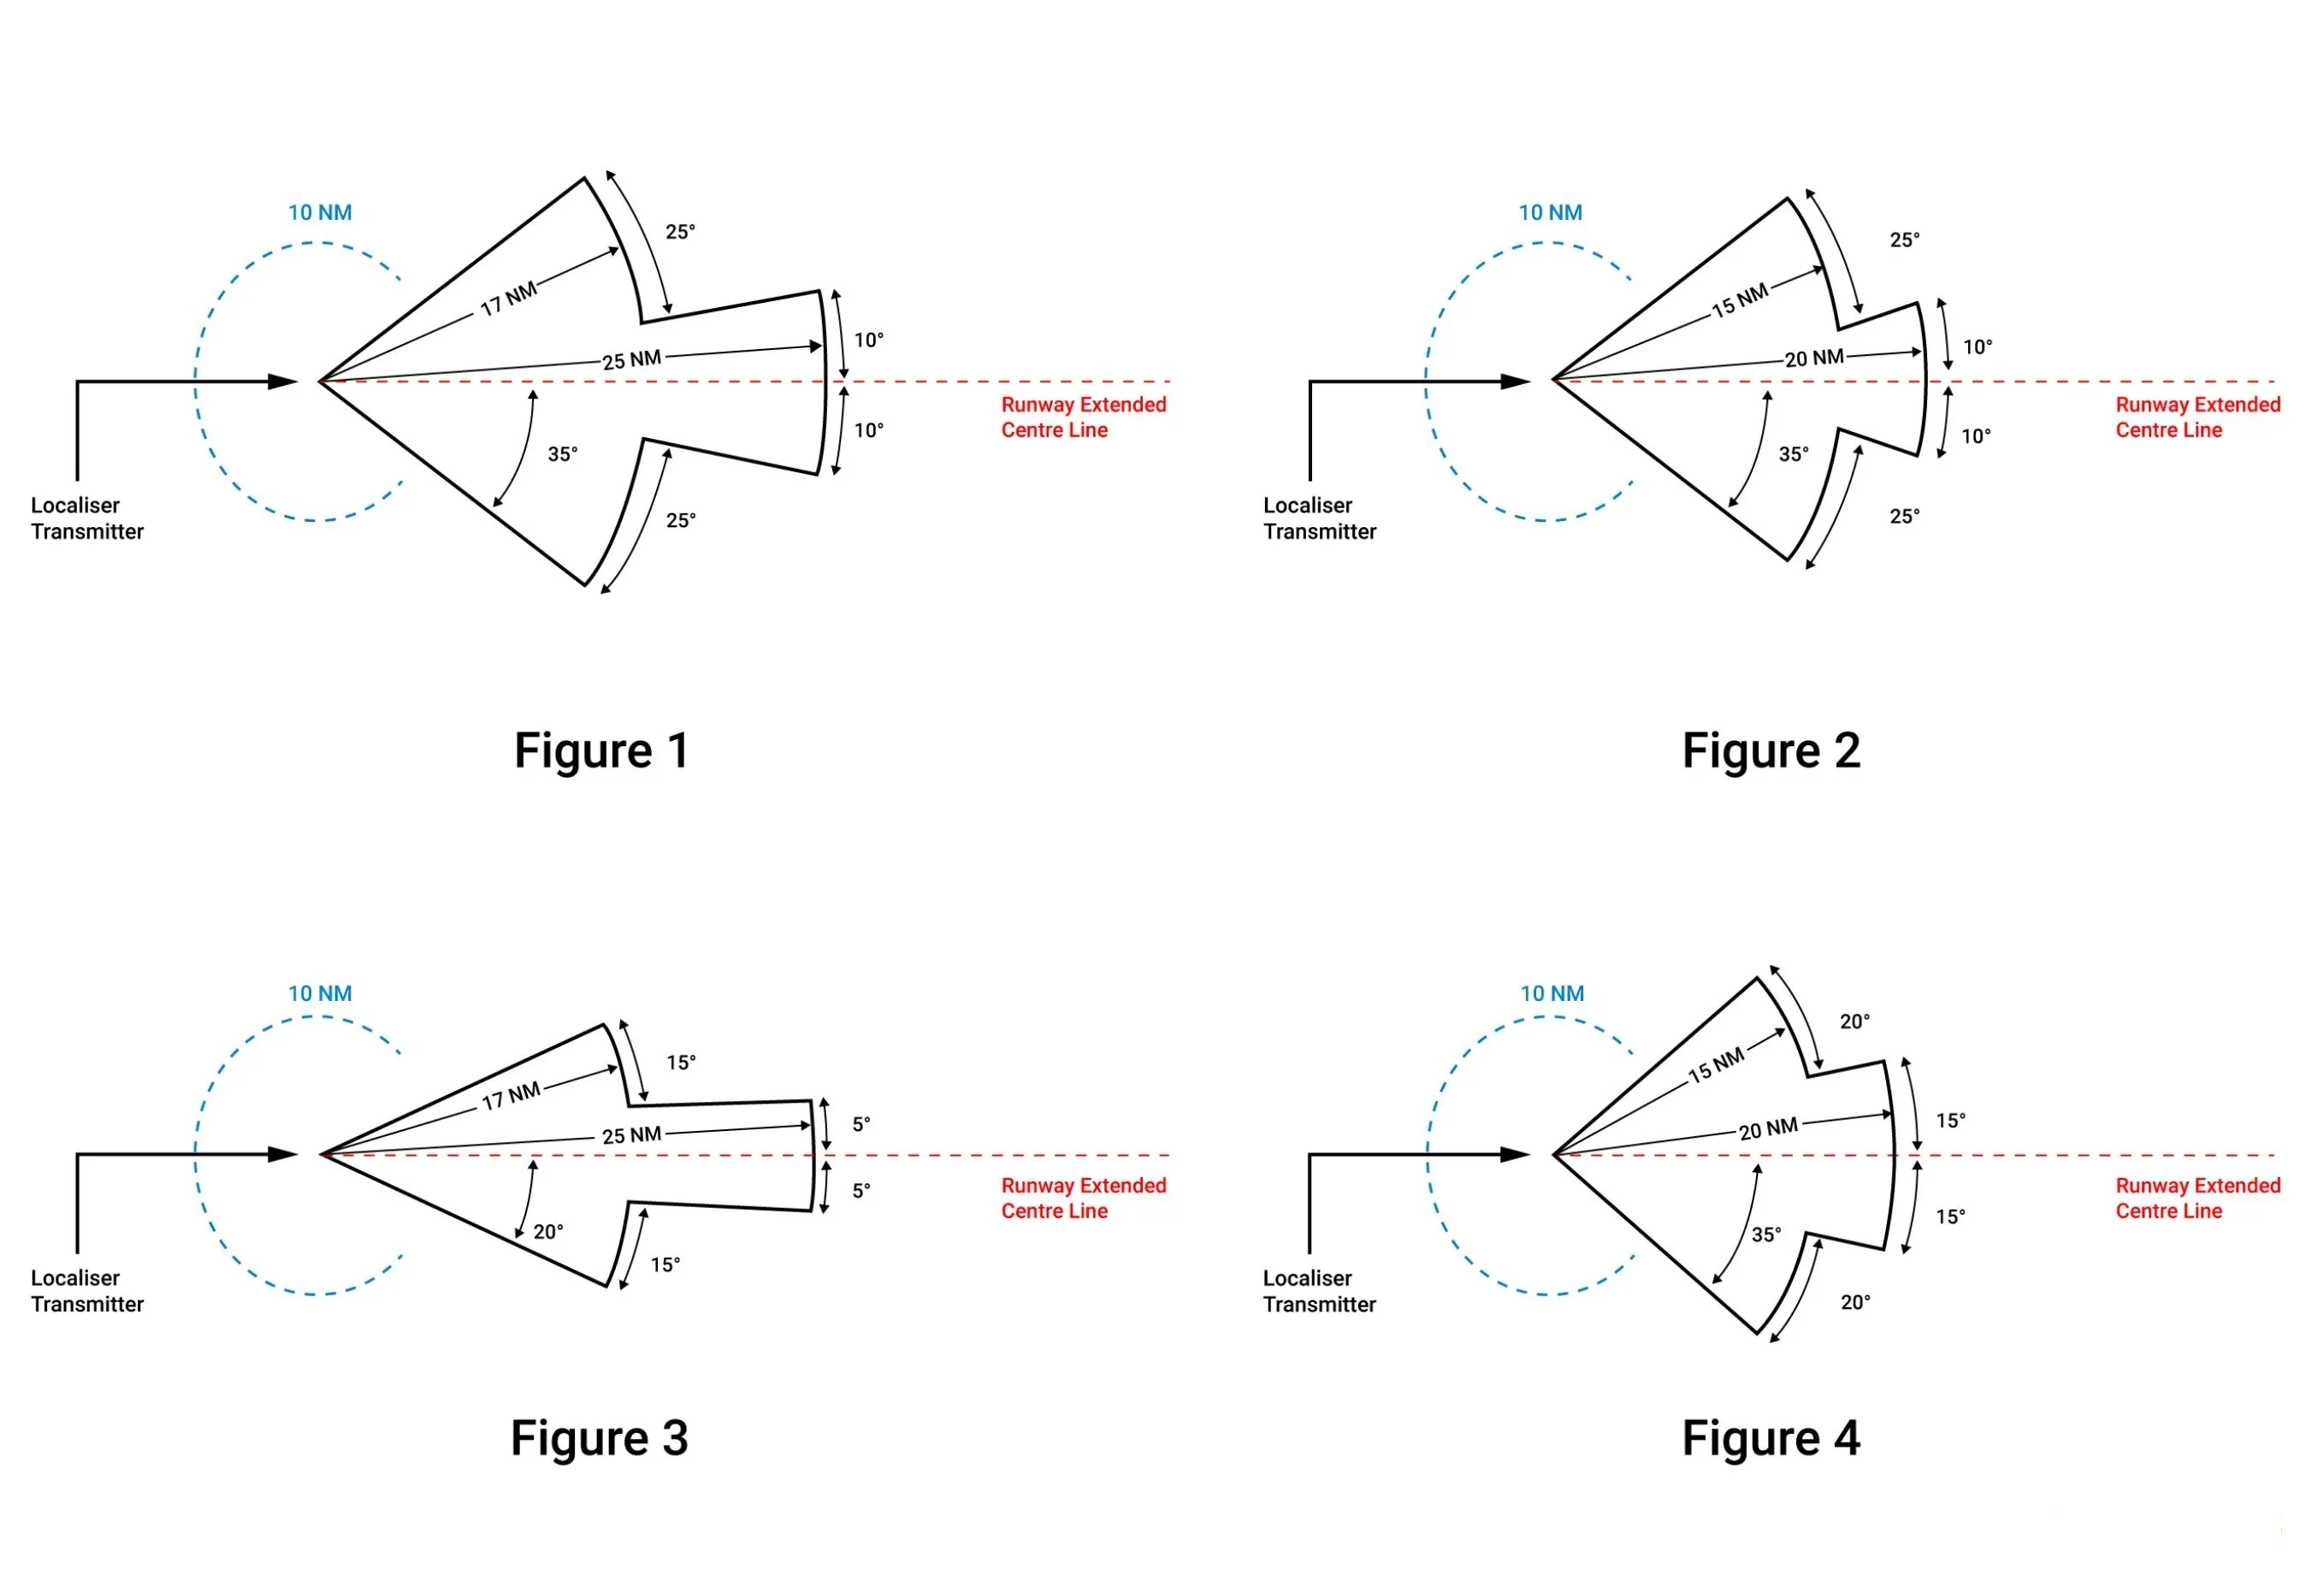 10 NM
25°
17 NM
25 NM
10°
10°
35°
25°
Runway Extended
Centre Line
Localiser
Transmitter
Figure 1
10 NM
25°
15 NM
20 NM
10°
10°
35°
25°
Runway Extended
Centre Line
Localiser
Transmitter
Figure 2
10 NM
15°
17 NM
25 NM
5°
5°
20°
15°
Runway Extended
Centre Line
Localiser
Transmitter
Figure 3
10 NM
20°
15 NM
20 NM
15°
15°
35°
20°
Runway Extended
Centre Line
Localiser
Transmitter
Figure 4